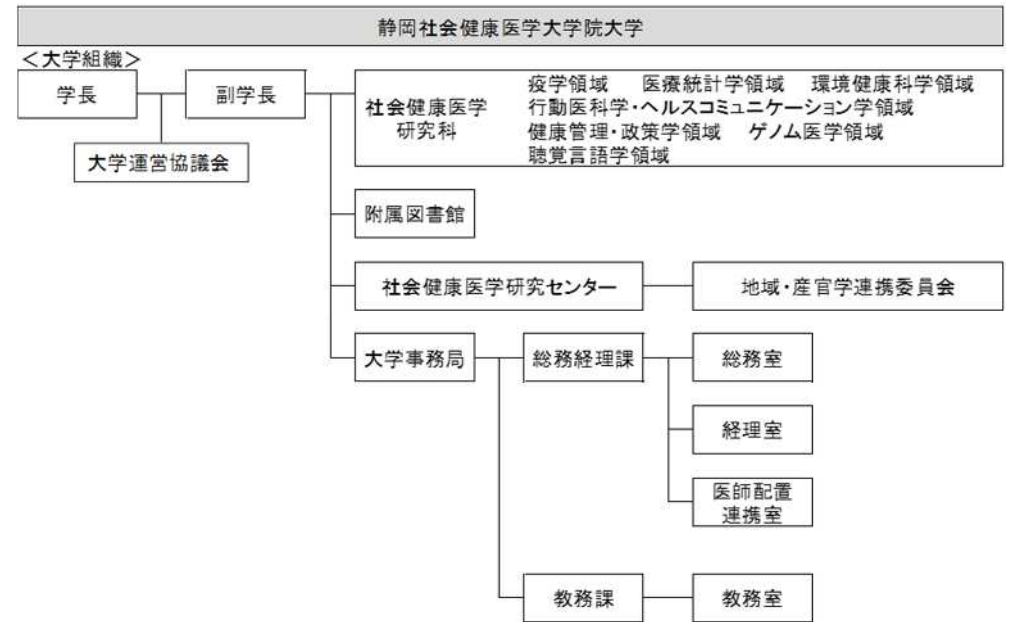 静岡社会健康医学大学院大学
＜大学組織＞
学長
副学長
大学運営協議会
社会健康医学
研究科
疫学領域　医療統計学領域　環境健康科学領域
行動医科学・ヘルスコミュニケーション学領域
健康管理・政策学領域　ゲノム医学領域
聴覚言語学領域
附属図書館
社会健康医学研究センター
地域・産官学連携委員会
大学事務局
総務経理課
総務室
経理室
医師配置
連携室
教務課
教務室